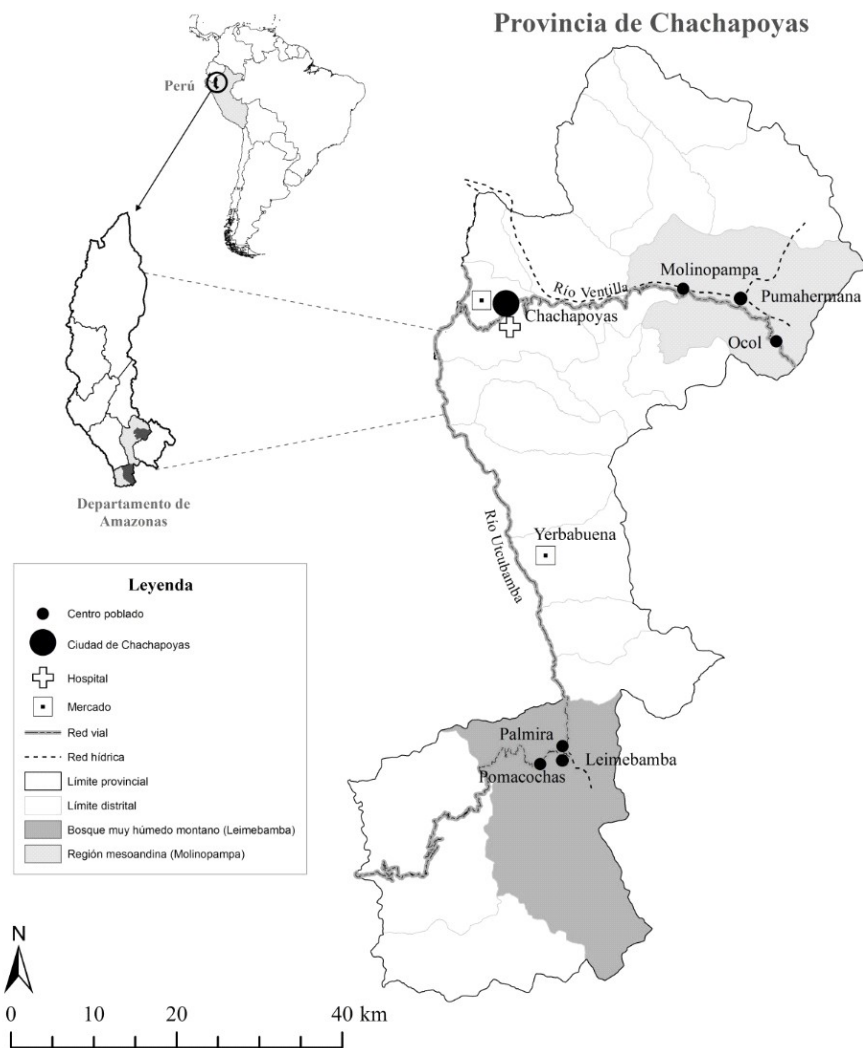 Provincia de Chachapoyas
Perú
Departamento de
Amazonas
Río Ventilla
Molinopampa
Pumahermana
Chachapoyas
Ocol
Río Utcubamba
Yerbabuena
Palmira
Leimebamba
Pomacochas
Leyenda
Centro poblado
Ciudad de Chachapoyas
Hospital
Mercado
Red vial
Red hídrica
Límite provincial
Límite distrital
Bosque muy húmedo montano (Leimebamba)
Región mesoandina (Molinopampa)
N
0 10 20 40 km